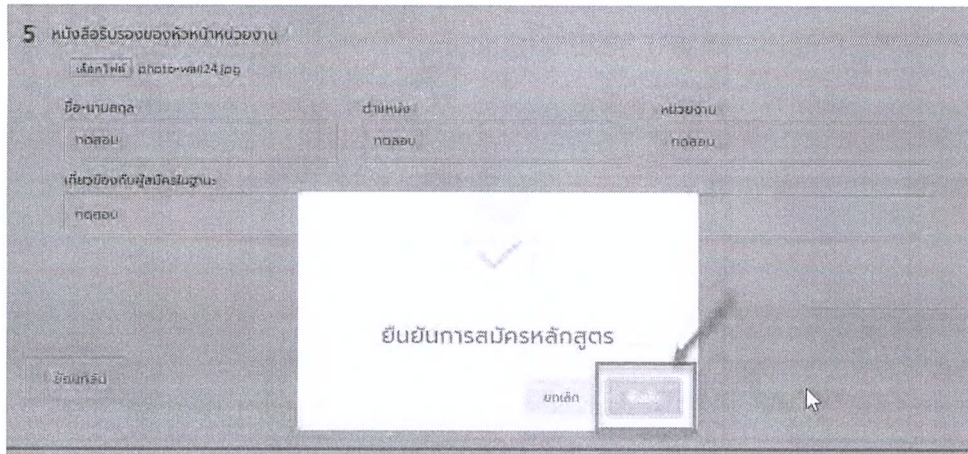 5 หนังสือรับรองของหัวหน้าหน่วยงาน
เลือกไฟล์ photo-wall24.jpg
ชื่อ-นามสกุล ตำแหน่ง หน่วยงาน
ทดสอบ ทดสอบ ทดสอบ
เกี่ยวข้องกับผู้สมัครในฐานะ
ทดสอบ
ยืนยันการสมัครหลักสูตร
ยกเลิก